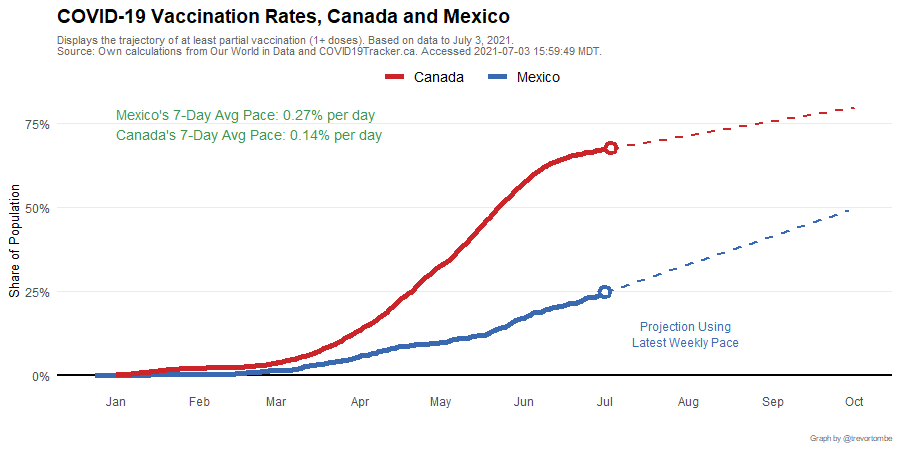 COVID-19 Vaccination Rates, Canada and Mexico
Displays the trajectory of at least partial vaccination (1+ doses). Based on data to July 3, 2021.
Source: Own calculations from Our World in Data and COVID19Tracker.ca. Accessed 2021-07-03 15:59:49 MDT.
Canada Mexico
Mexico's 7-Day Avg Pace: 0.27% per day
Canada's 7-Day Avg Pace: 0.14% per day
Share of Population
75%
50%
25%
0%
Projection Using
Latest Weekly Pace
Jan Feb Mar Apr May Jun Jul Aug Sep Oct
Graph by @trevortombe